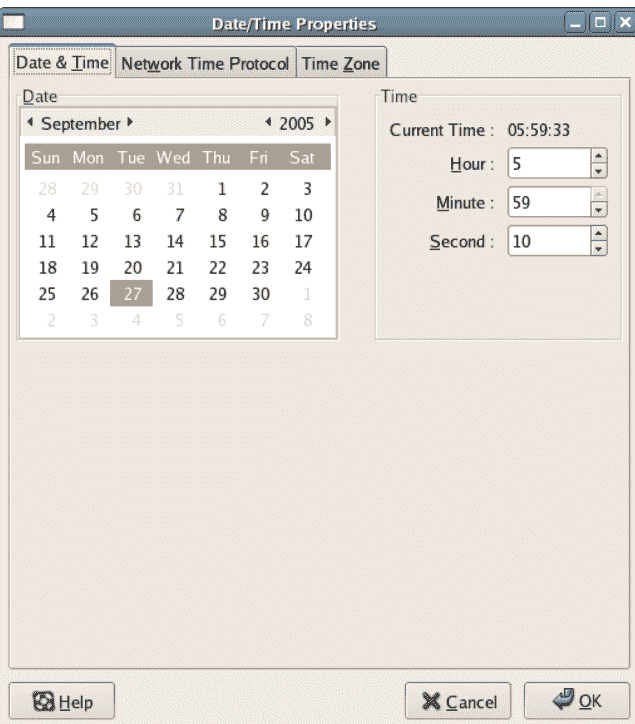 Date/Time Properties
Date & Time Network Time Protocol Time Zone
Date
September 2005
Sun Mon Tue Wed Thu Fri Sat
28 29 30 31 1 2 3
4 5 6 7 8 9 10
11 12 13 14 15 16 17
18 19 20 21 22 23 24
25 26 27 28 29 30 1
2 3 4 5 6 7 8
Time
Current Time : 05:59:33
Hour : 5
Minute : 59
Second : 10
Help Cancel OK